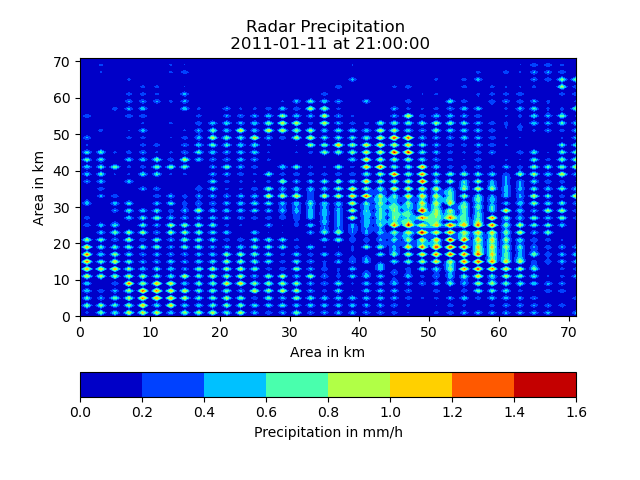 Radar Precipitation
2011-01-11 at 21:00:00
70
60
50
40
30
20
10
0
Area in km
0 10 20 30 40 50 60 70
Area in km
0.0 0.2 0.4 0.6 0.8 1.0 1.2 1.4 1.6
Precipitation in mm/h